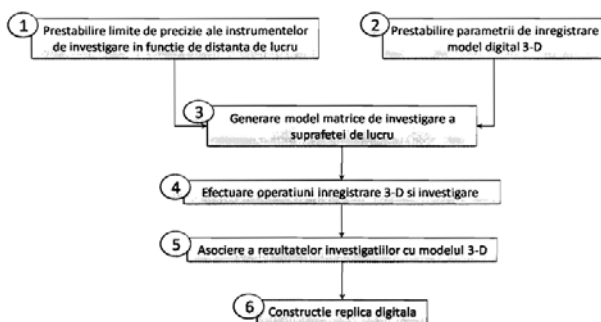 1
Prestabilire limite de precizie ale instrumentelor
de investigare in functie de distanta de lucru
2
Prestabilire parametrii de inregistrare
model digital 3-D
3
Generare model matrice de investigare a
suprafetei de lucru
4
Efectuare operatiuni inregistrare 3-D si investigare
5
Asociere a rezultatelor investigatiilor cu modelul 3-D
6
Constructie replica digitala